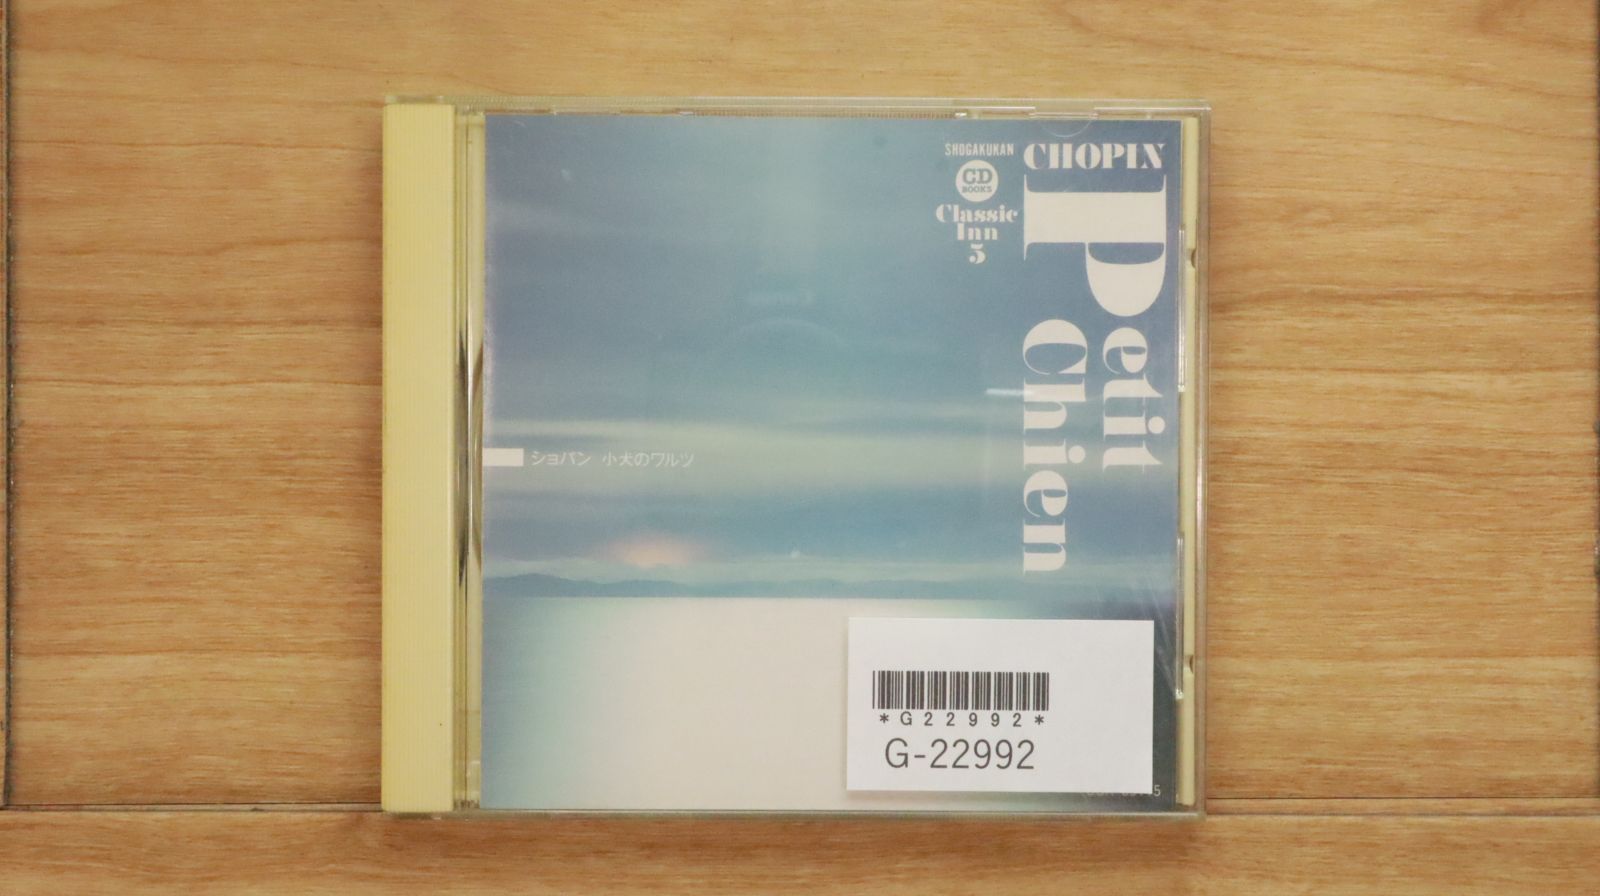 SHOGAKUKAN
CD
BOOKS
Classic
Inn
5
CHOPIN
Petit
Chien
ショパン 小犬のワルツ
*G22992*
G-22992